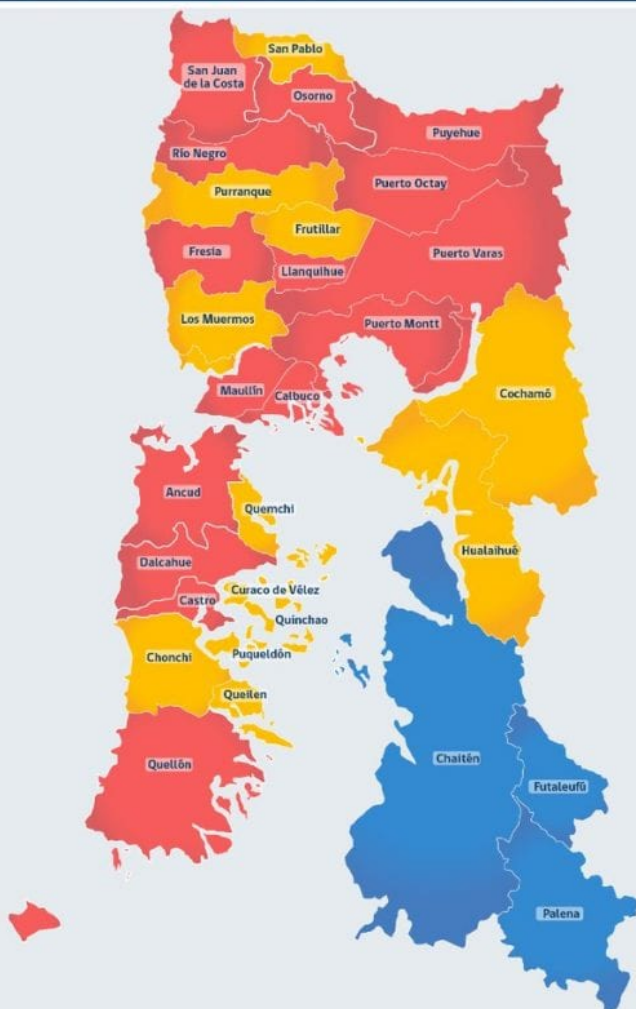 San Pablo
San Juan
de la Costa
Osorno
Puyehue
Río Negro
Puerto Octay
Purranque
Frutillar
Fresia
Puerto Varas
Llanquihue
Los Muermos
Puerto Montt
Maullín
Calbuco
Cochamó
Ancud
Quemchi
Hualaihué
Dalcahue
Curaco de Vélez
Castro
Quinchao
Puqueldón
Chonchi
Queilen
Quellón
Chaitén
Futaleufú
Palena